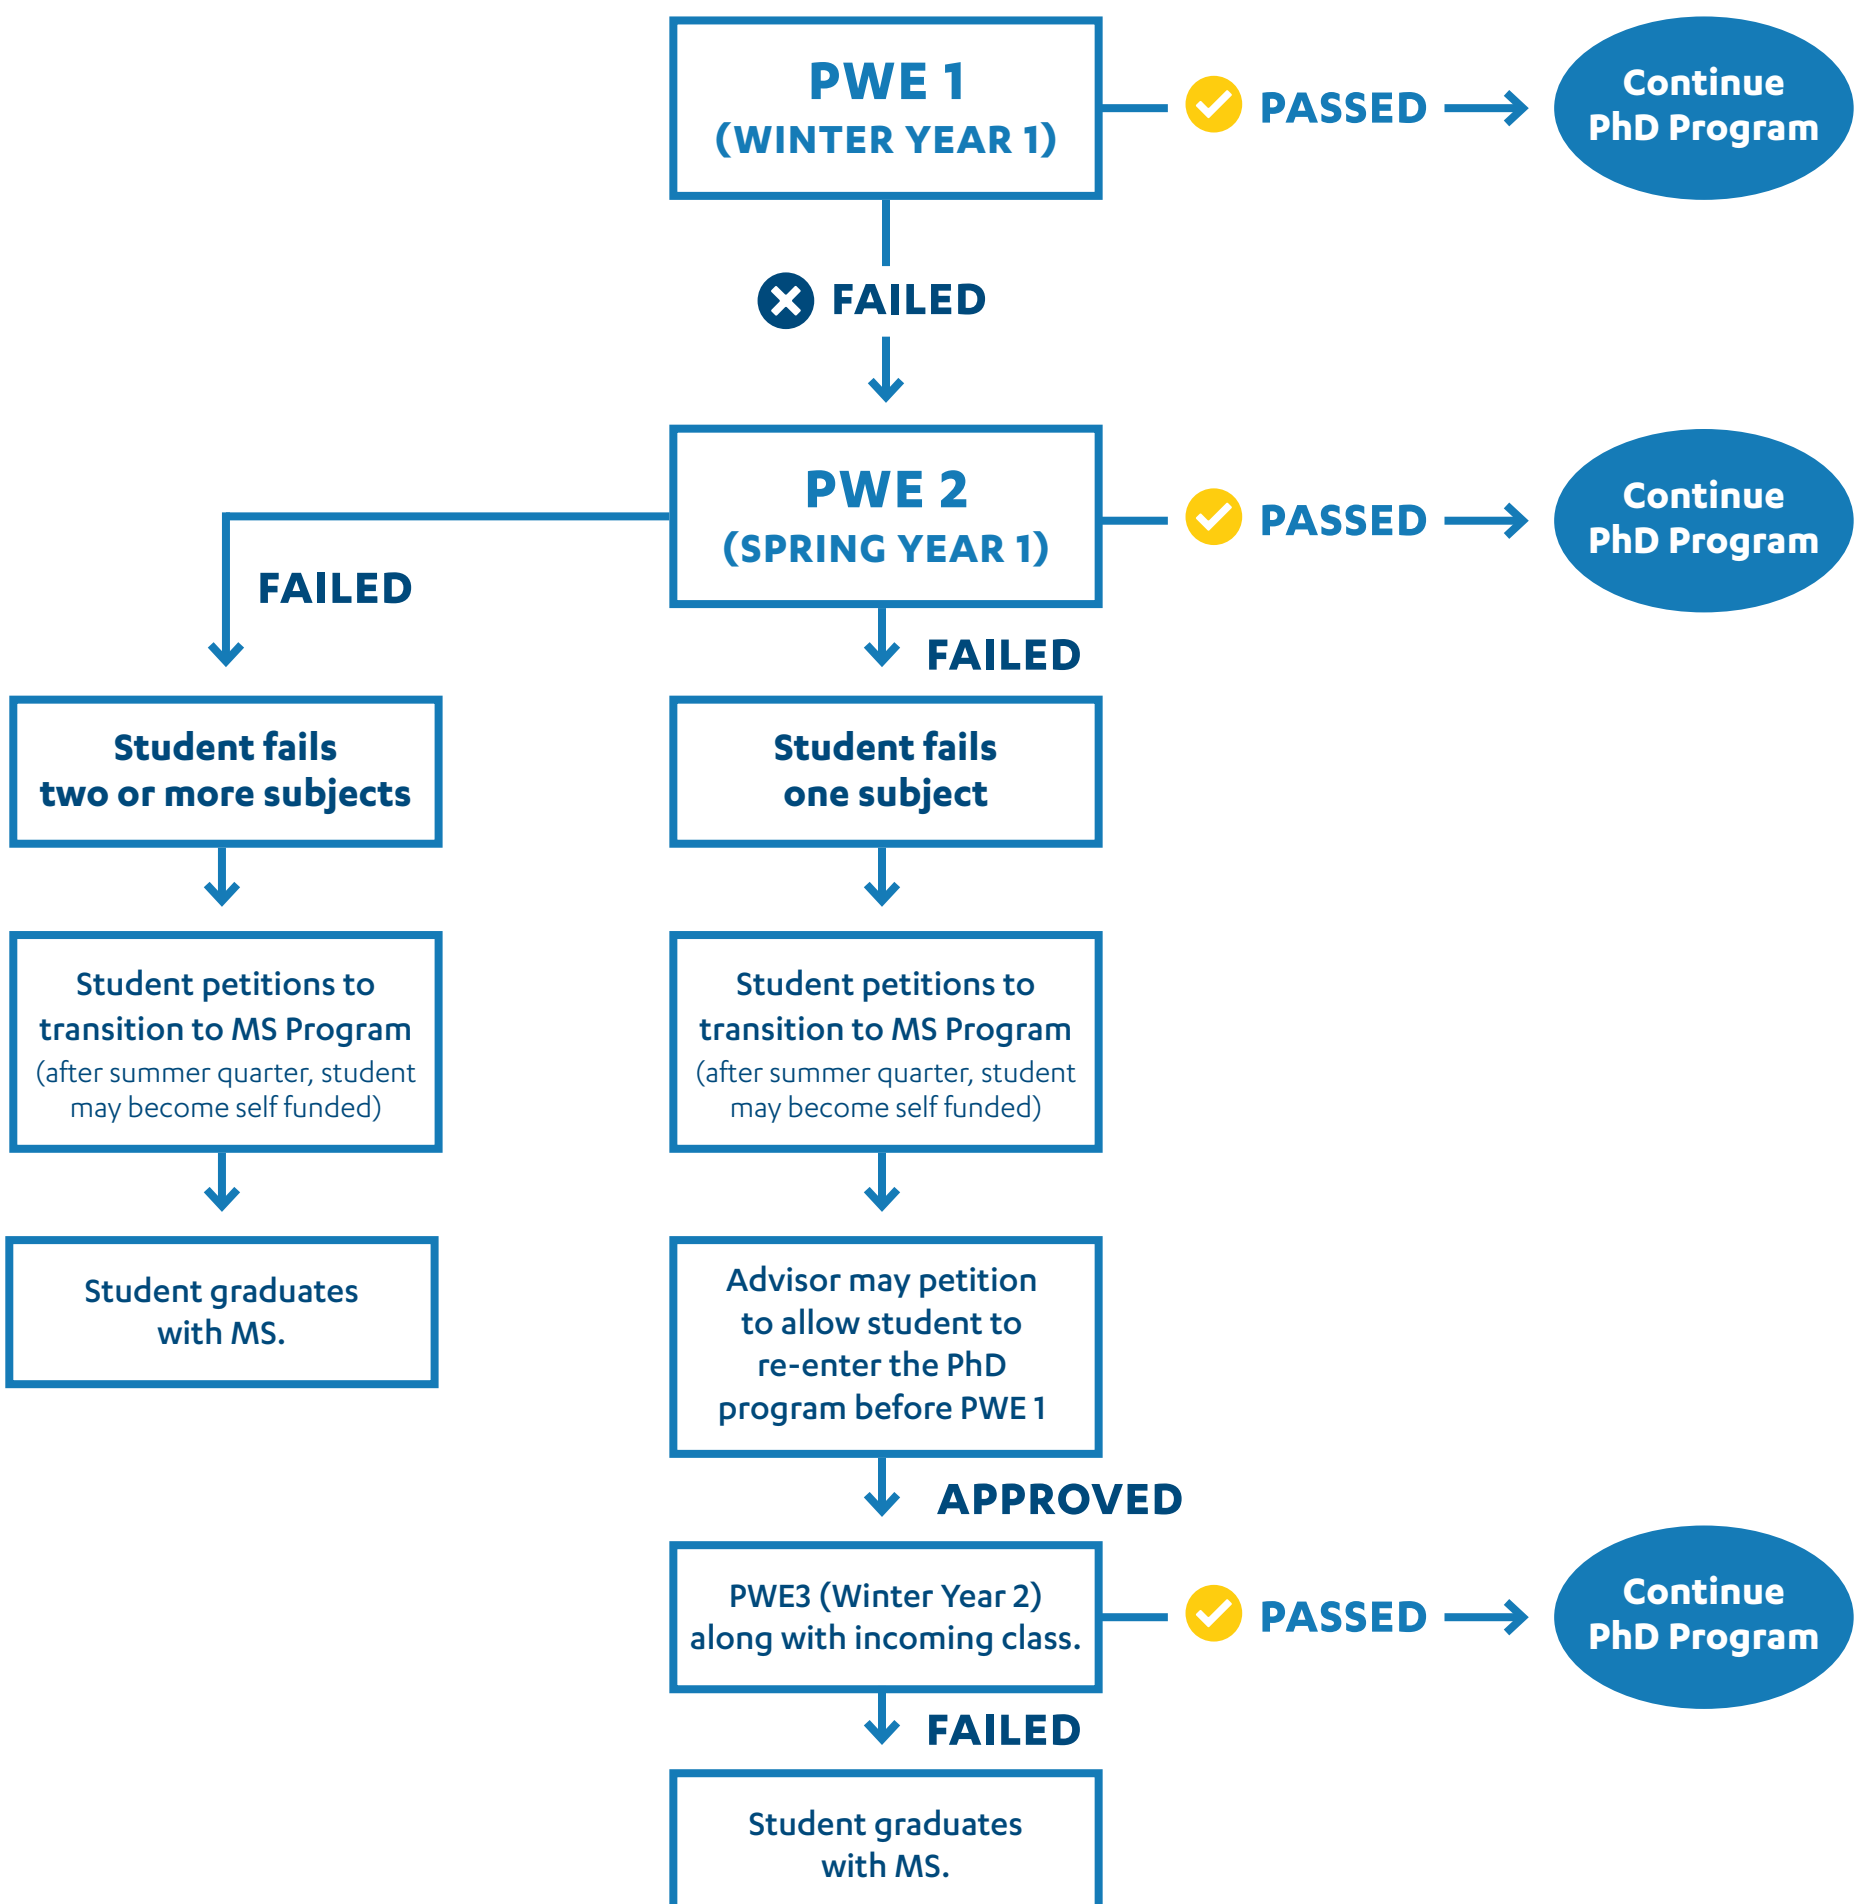 PWE 1
(WINTER YEAR 1)
PASSED
Continue
PhD Program
FAILED
PWE 2
(SPRING YEAR 1)
PASSED
Continue
PhD Program
FAILED
FAILED
Student fails
two or more subjects
Student fails
one subject
Student petitions to
transition to MS Program
(after summer quarter, student
may become self funded)
Student petitions to
transition to MS Program
(after summer quarter, student
may become self funded)
Student graduates
with MS.
Advisor may petition
to allow student to
re-enter the PhD
program before PWE 1
APPROVED
PWE3 (Winter Year 2)
along with incoming class.
PASSED
Continue
PhD Program
FAILED
Student graduates
with MS.